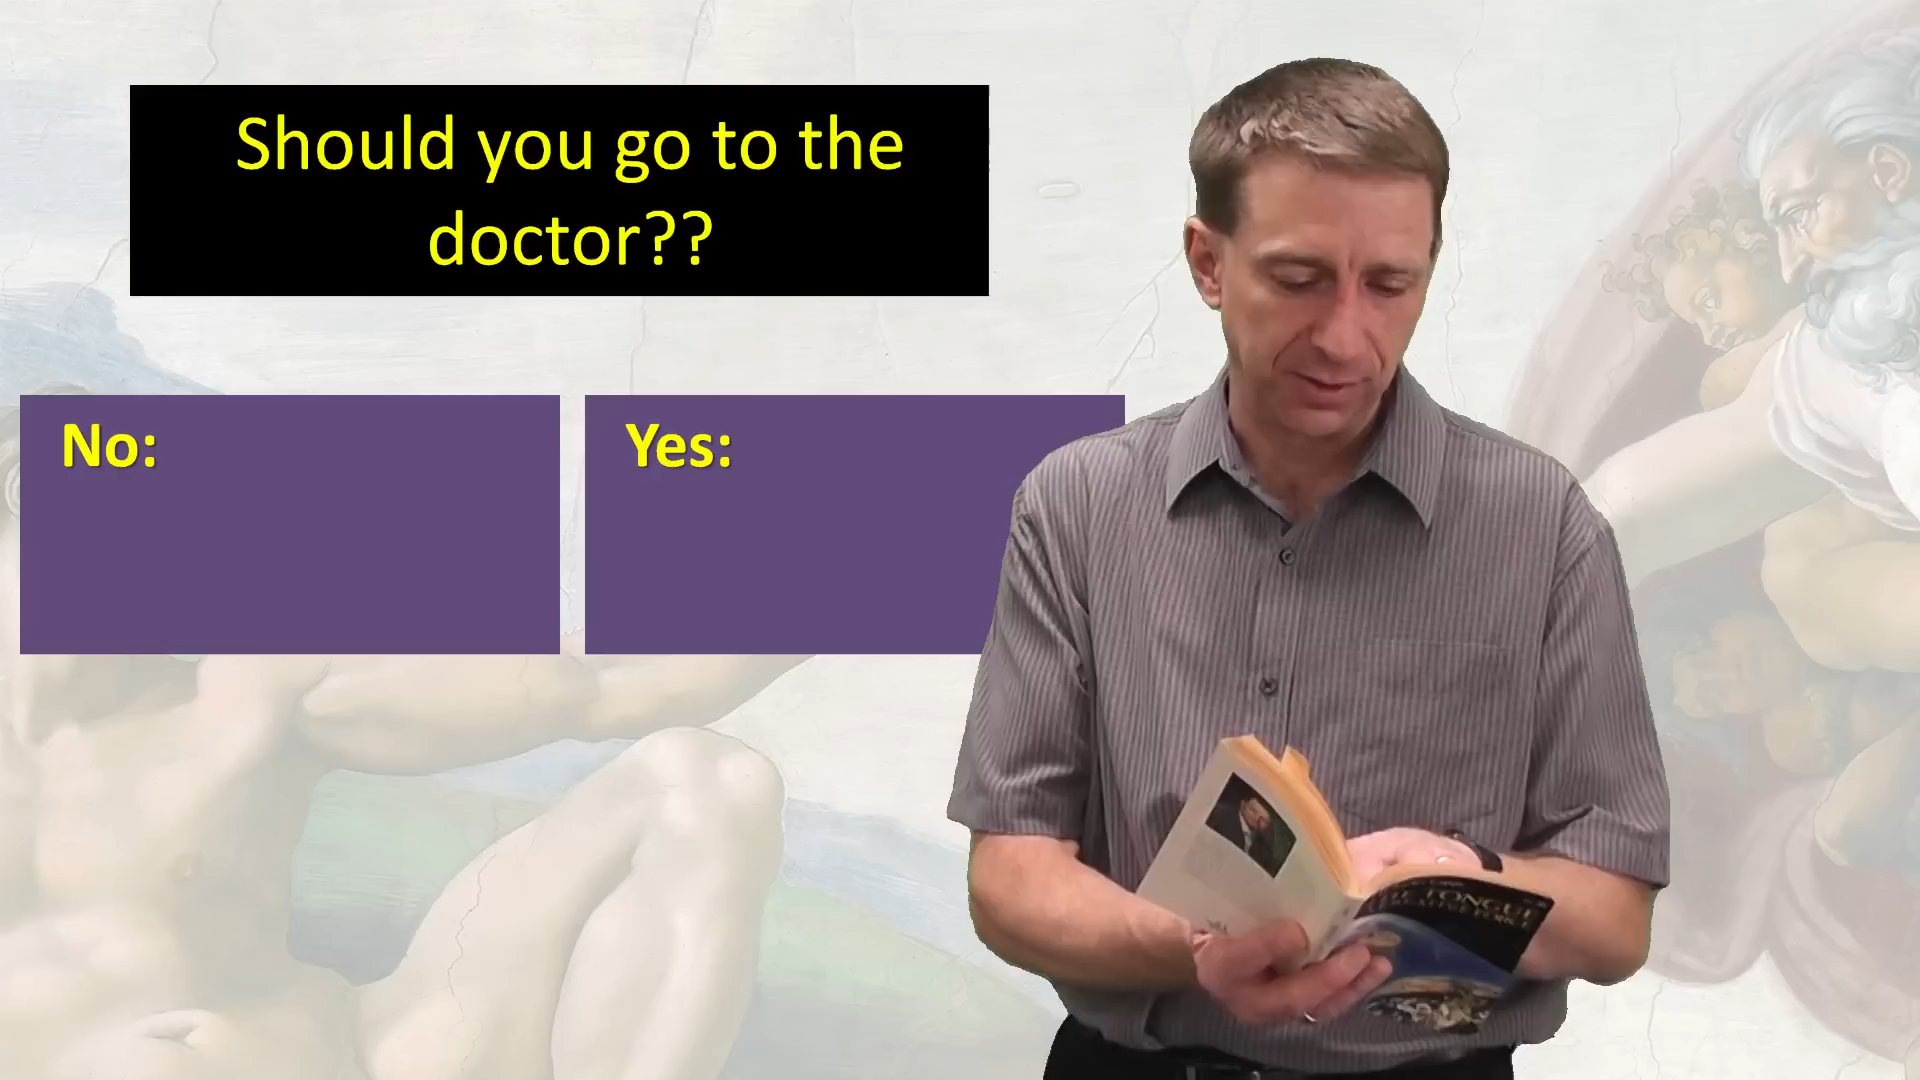 Should you go to the
doctor??
No:
Yes: